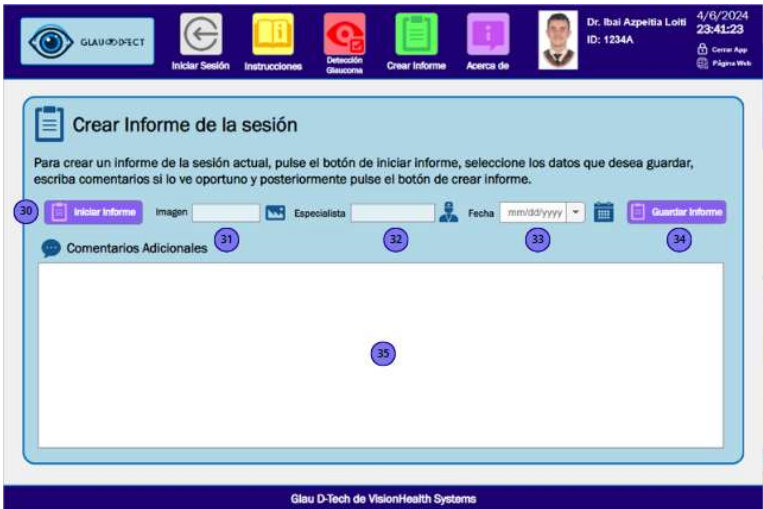 GLAUCODETECT
Iniciar Sesión
Instrucciones
Detección
Glaucoma
Crear Informe
Acerca de
Dr. Ibai Azpeitia Loiti
ID: 1234A
4/6/2024
23:41:23
Cerrar App
Página Web
Crear Informe de la sesión
Para crear un informe de la sesión actual, pulse el botón de iniciar informe, seleccione los datos que desea guardar,
escriba comentarios si lo ve oportuno y posteriormente pulse el botón de crear informe.
30 Iniciar Informe Imagen Especialista Fecha mm/dd/yyyy Guardar Informe
31 32 33 34
Comentarios Adicionales
35
Glau D-Tech de VisionHealth Systems